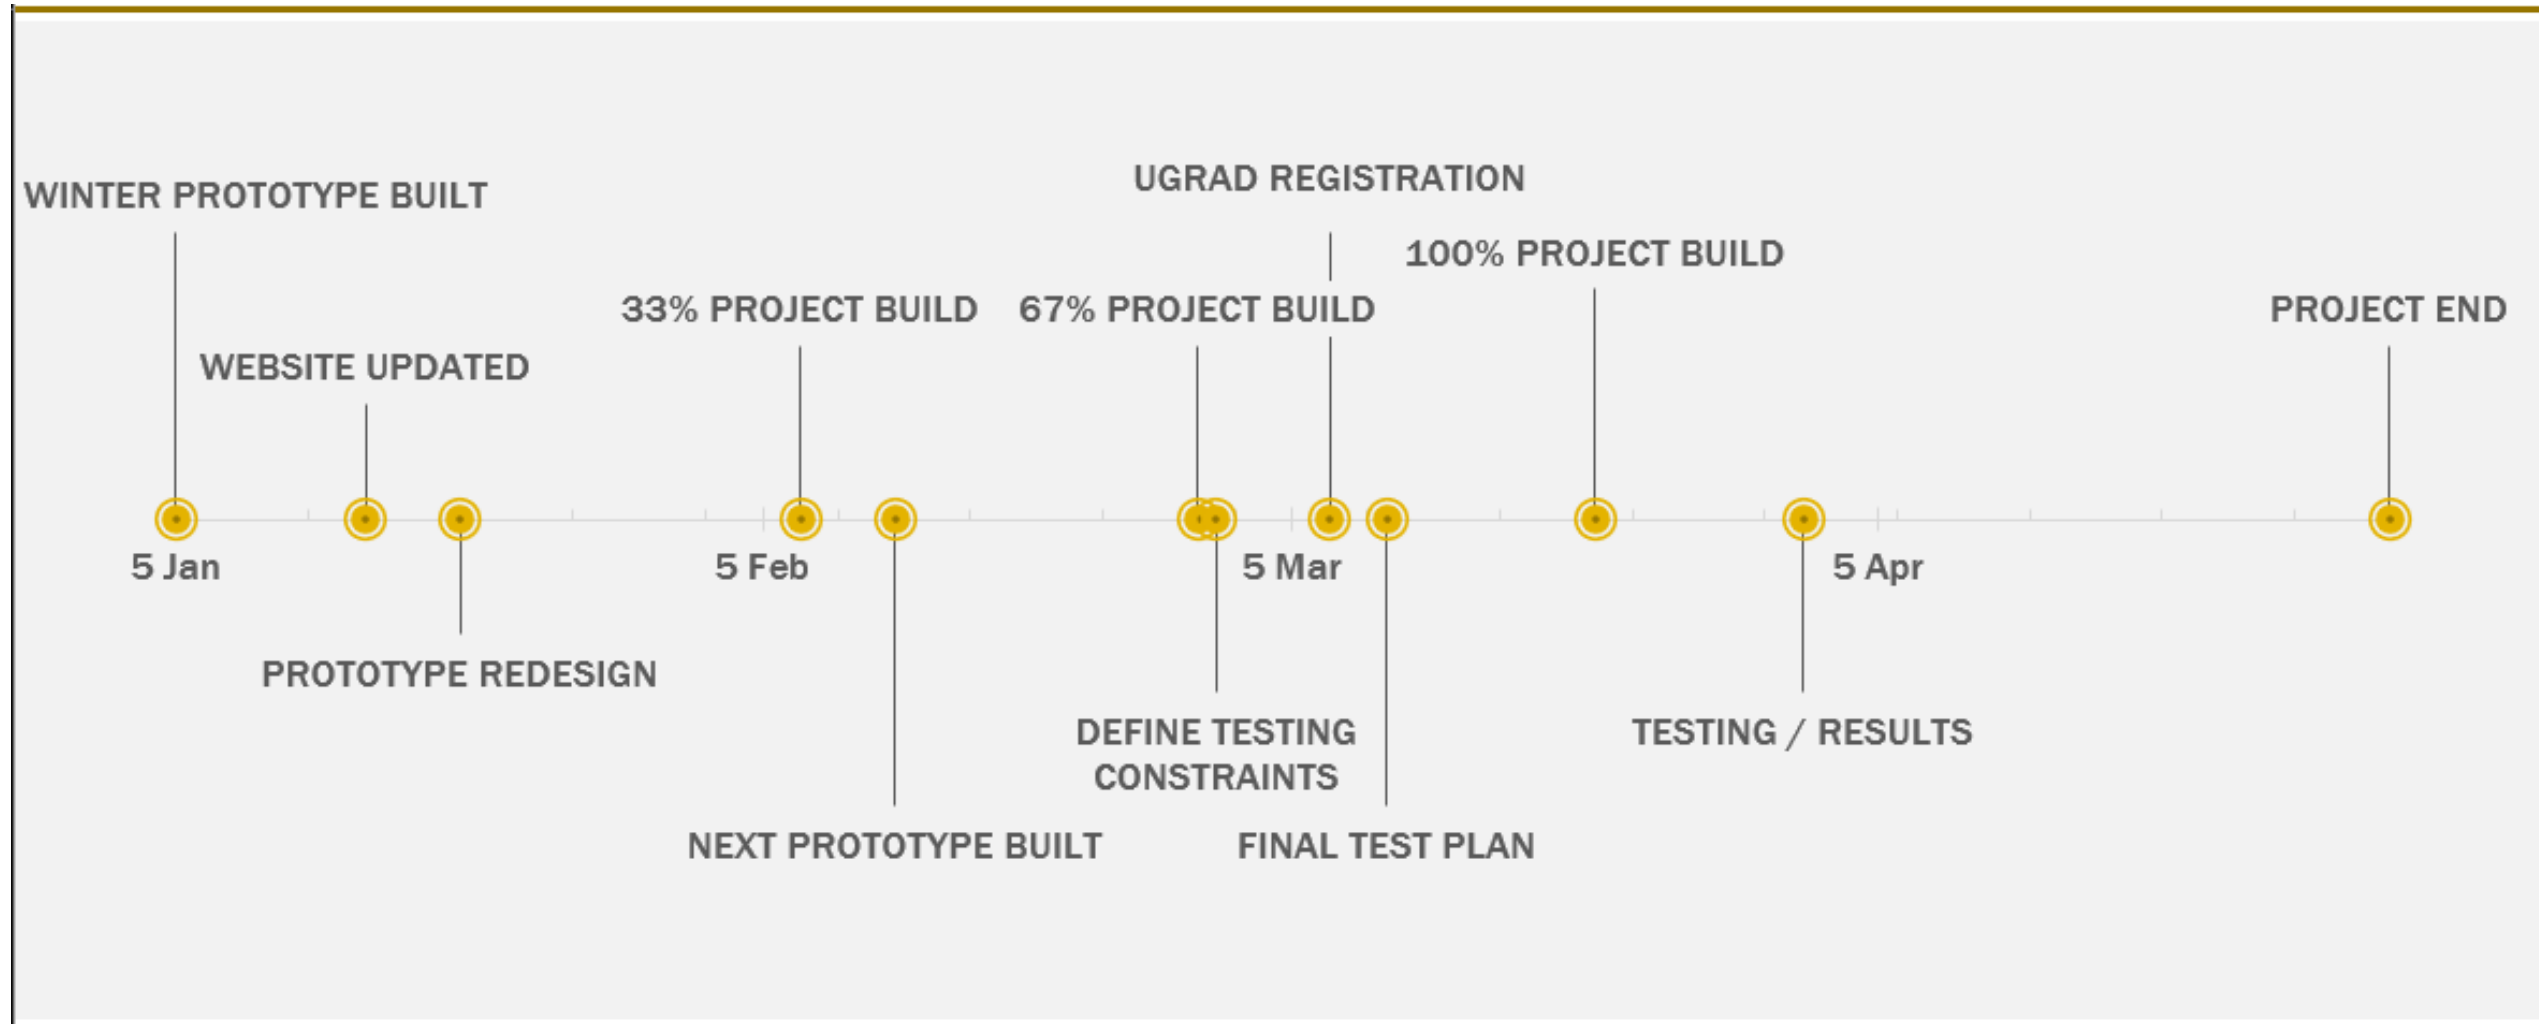 UGRAD REGISTRATION
WINTER PROTOTYPE BUILT
100% PROJECT BUILD
33% PROJECT BUILD
67% PROJECT BUILD
PROJECT END
WEBSITE UPDATED
5 Jan
5 Feb
5 Mar
5 Apr
PROTOTYPE REDESIGN
DEFINE TESTING
CONSTRAINTS
TESTING / RESULTS
NEXT PROTOTYPE BUILT
FINAL TEST PLAN